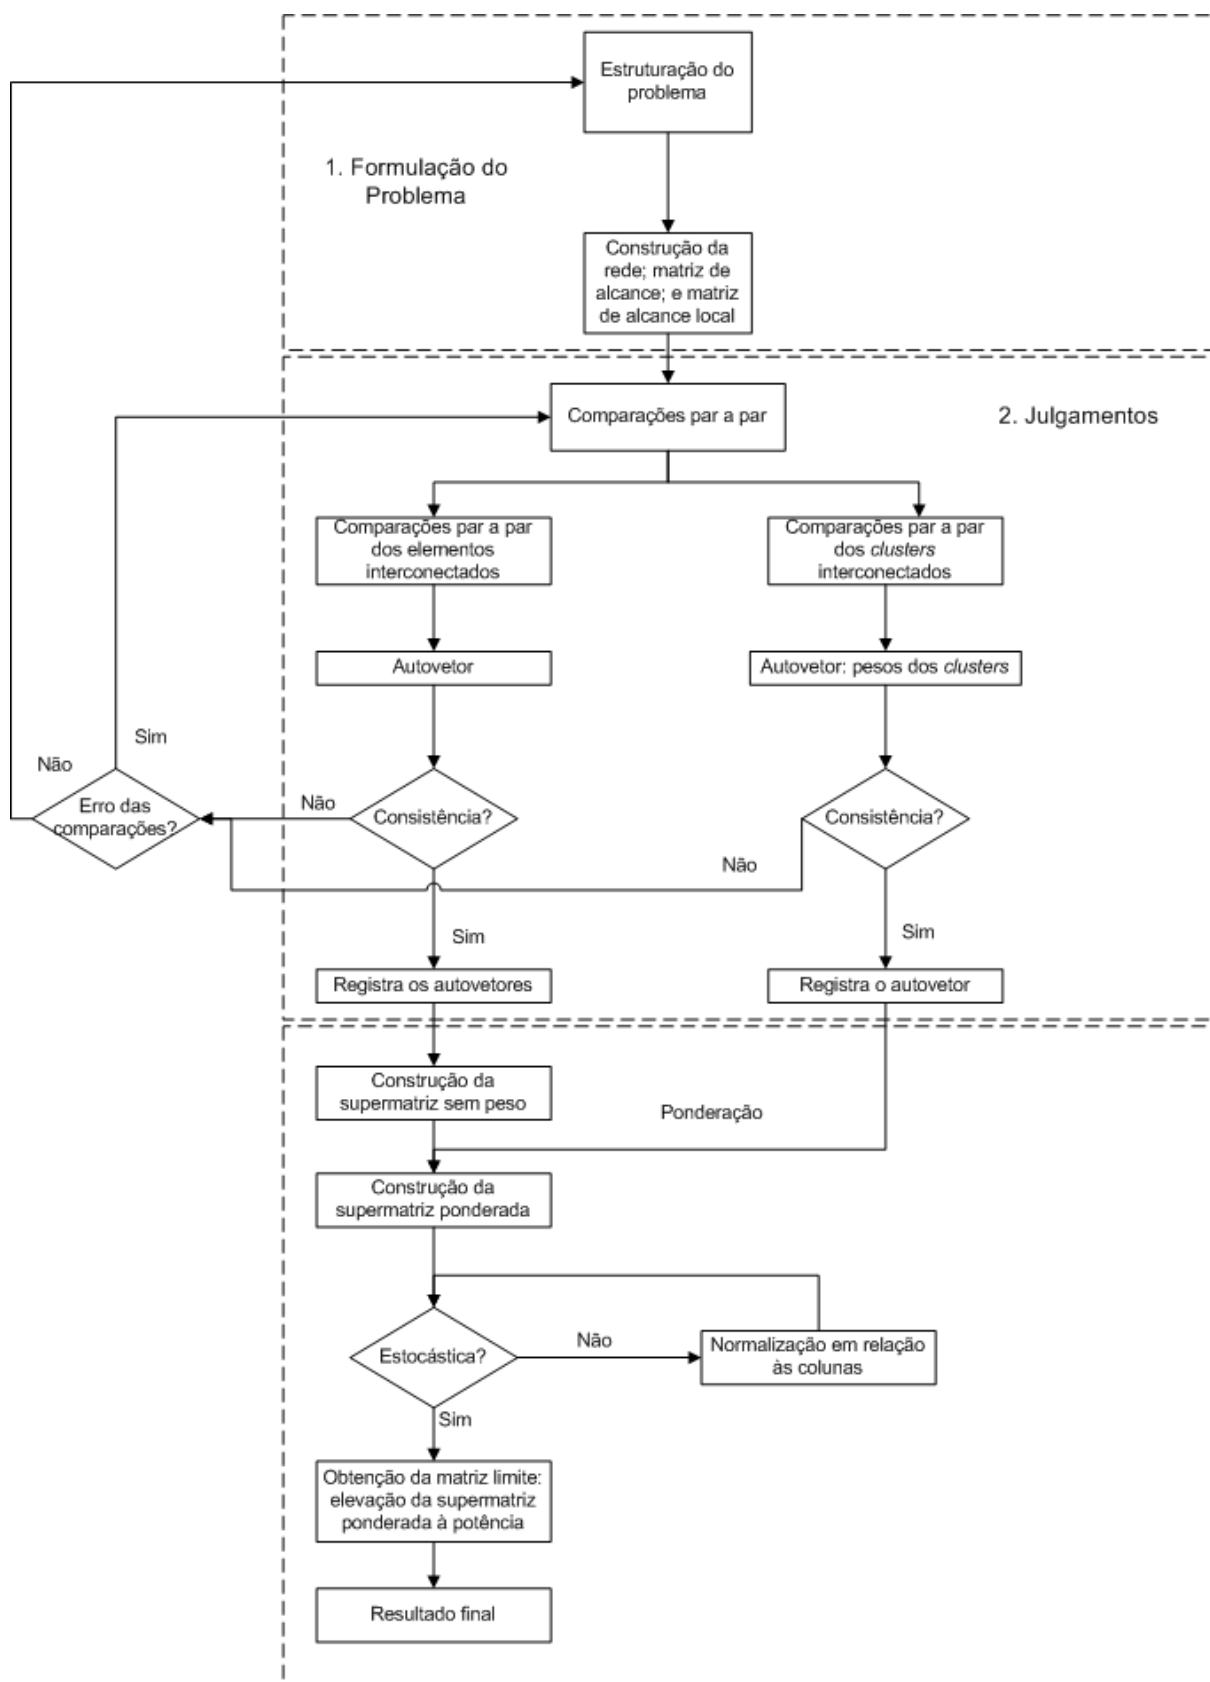 Estruturação do
problema
1. Formulação do
Problema
Construção da
rede; matriz de
alcance; e matriz
de alcance local
Comparações par a par
2. Julgamentos
Comparações par a par
dos elementos
interconectados
Comparações par a par
dos clusters
interconectados
Autovetor
Autovetor: pesos dos clusters
Sim
Não
Erro das
comparações?
Não
Consistência?
Consistência?
Não
Sim
Sim
Registra os autovetores
Registra o autovetor
Construção da
supermatriz sem peso
Ponderação
Construção da
supermatriz ponderada
Estocástica?
Não
Normalização em relação
às colunas
Sim
Obtenção da matriz limite:
elevação da supermatriz
ponderada à potência
Resultado final